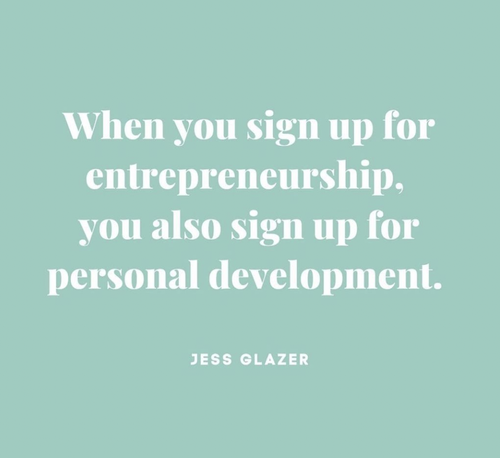 When you sign up for
entrepreneurship,
you also sign up for
personal development.
JESS GLAZER